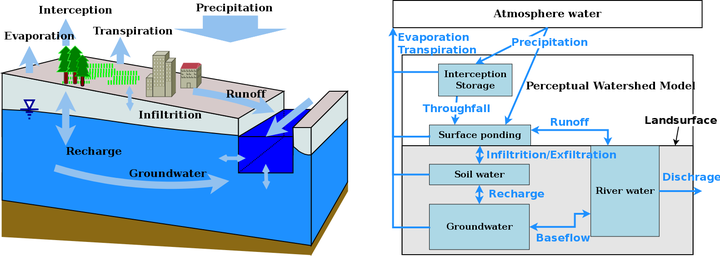 Interception
Precipitation
Evaporation
Transpiration
Runoff
Infiltrition
Recharge
Groundwater
Atmosphere water
Evaporation
Transpiration
Precipitation
Interception
Storage
Perceptual Watershed Model
Throughfall
Landsurface
Runoff
Surface ponding
Infiltrition/Exfiltration
Soil water
Dischrage
Recharge
River water
Groundwater
Baseflow